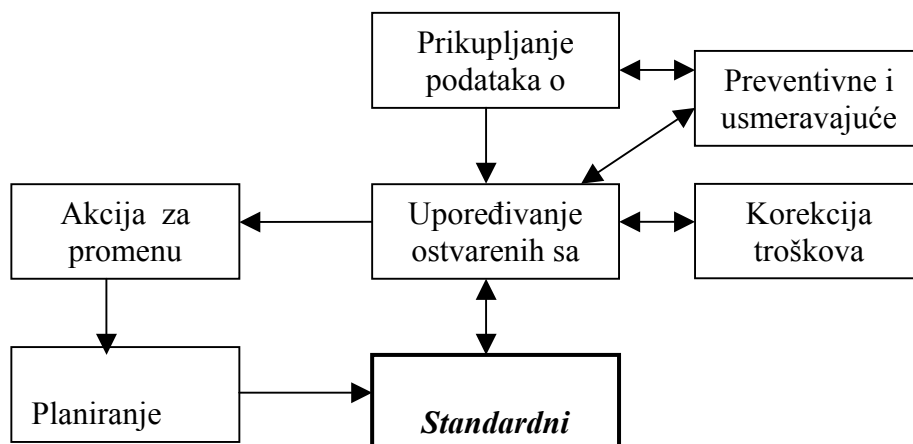 Prikupljanje
podataka o
Preventivne i
usmeravajuće
Akcija za
promenu
Upoređivanje
ostvarenih sa
Korekcija
troškova
Planiranje
Standardni